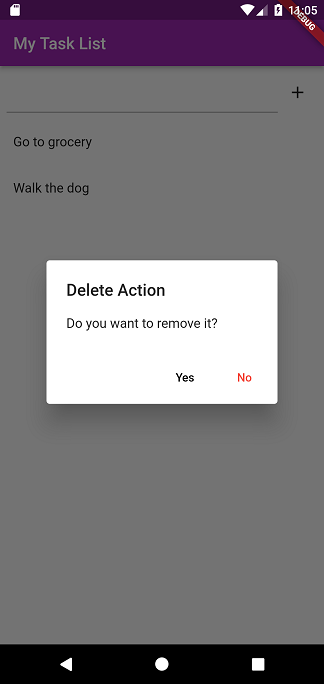 11:05
DEBUG
My Task List
Go to grocery
Walk the dog
Delete Action
Do you want to remove it?
Yes No